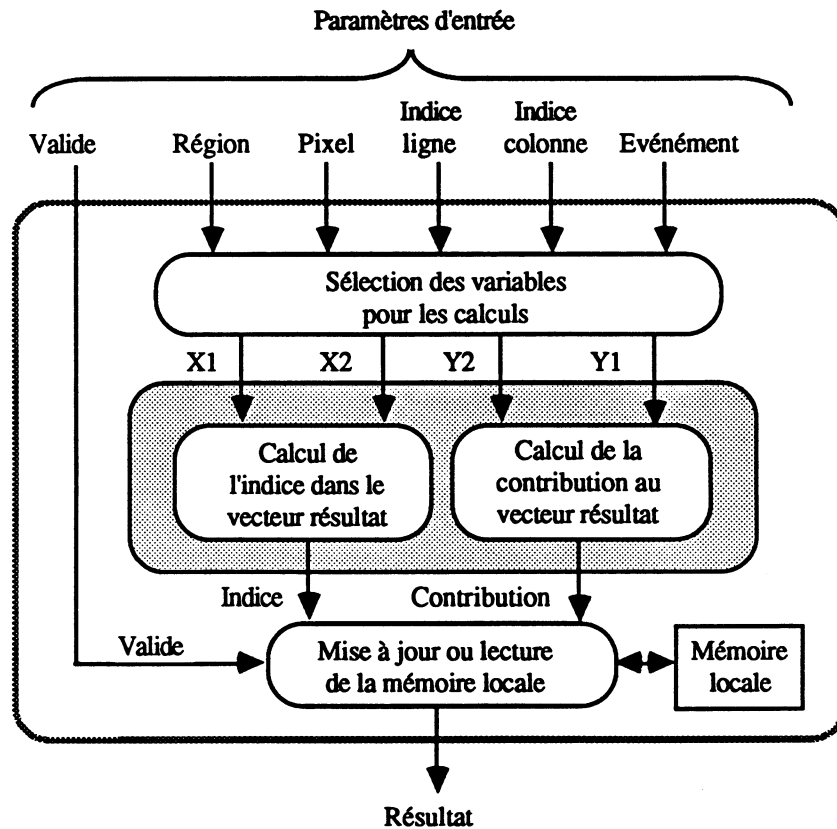 Paramètres d'entrée
Valide
Région
Pixel
Indice
ligne
Indice
colonne
Evénémént
Sélection des variables
pour les calculs
X1
X2
Y2
Y1
Calcul de
l'indice dans le
vecteur résultat
Calcul de la
contribution au
vecteur résultat
Indice
Contribution
Valide
Mise à jour ou lecture
de la mémoire locale
Mémoire
locale
Résultat